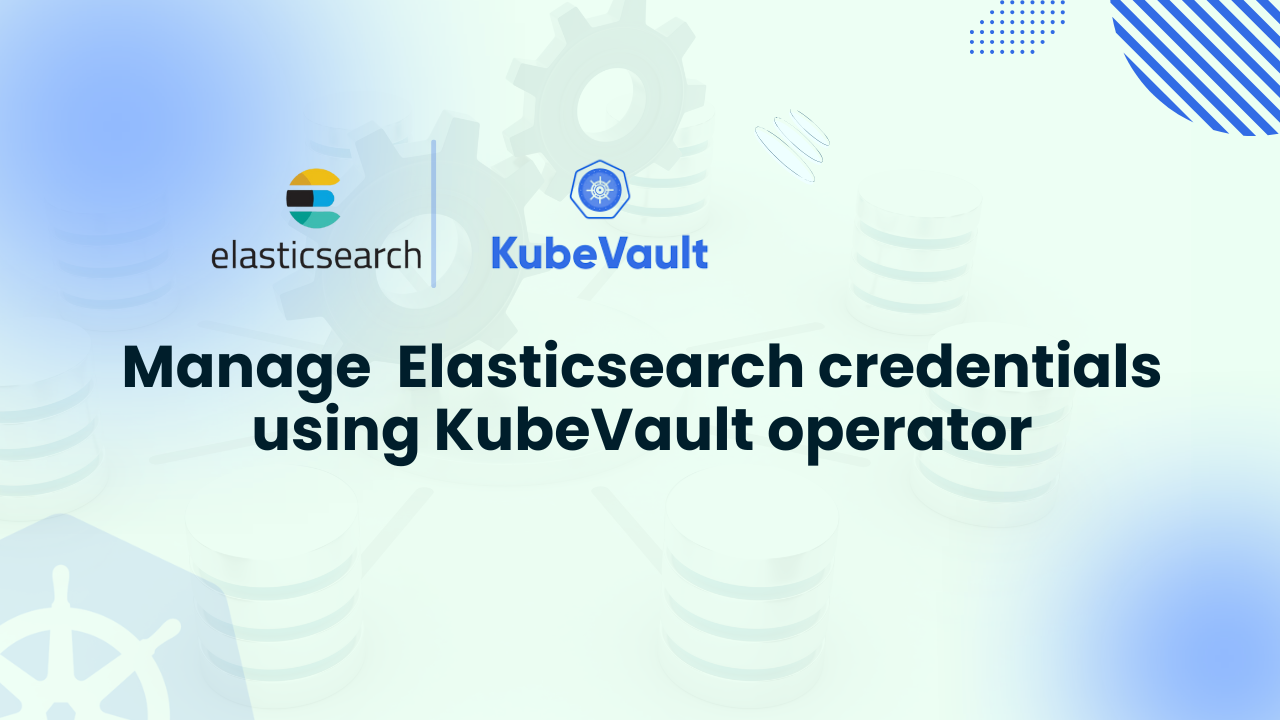 elasticsearch
KubeVault
Manage  Elasticsearch credentials
using KubeVault operator